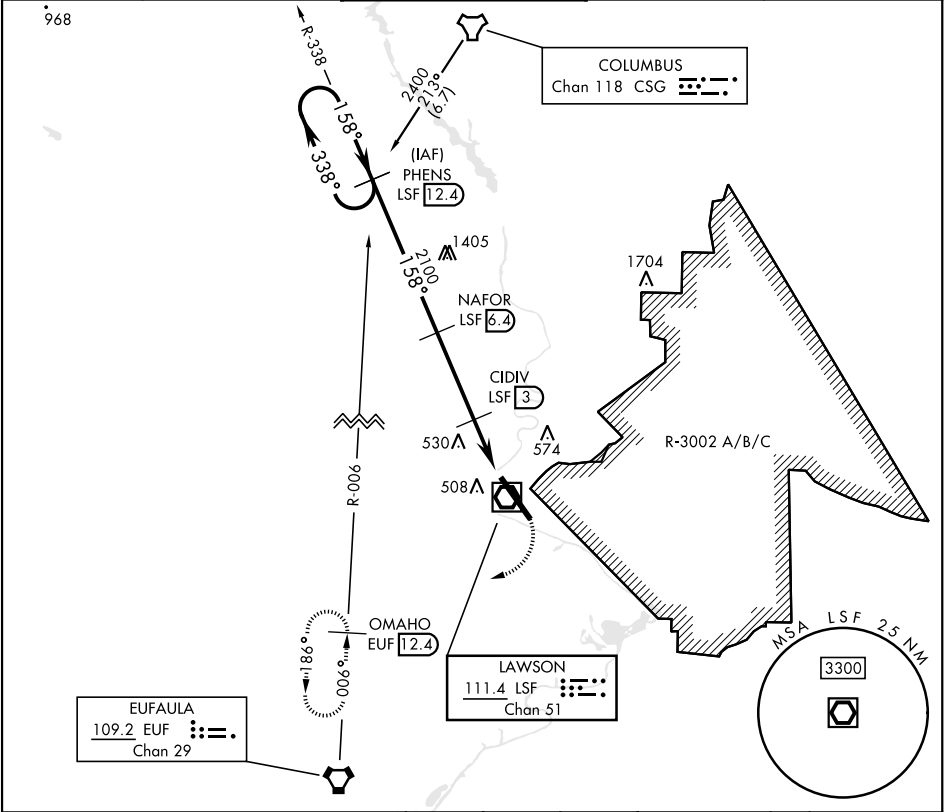 968
R-338
COLUMBUS
Chan 118 CSG
2400
213°
(6.7)
158°
338°
(IAF)
PHENS
LSF 12.4
1405
2100
158°
1704
NAFOR
LSF 6.4
CIDIV
LSF 3
530
574
R-3002 A/B/C
508
R-006
OMAHO
EUF 12.4
186°
006°
LAWSON
111.4 LSF
Chan 51
EUFAULA
109.2 EUF
Chan 29
MSA LSF 25 NM
3300